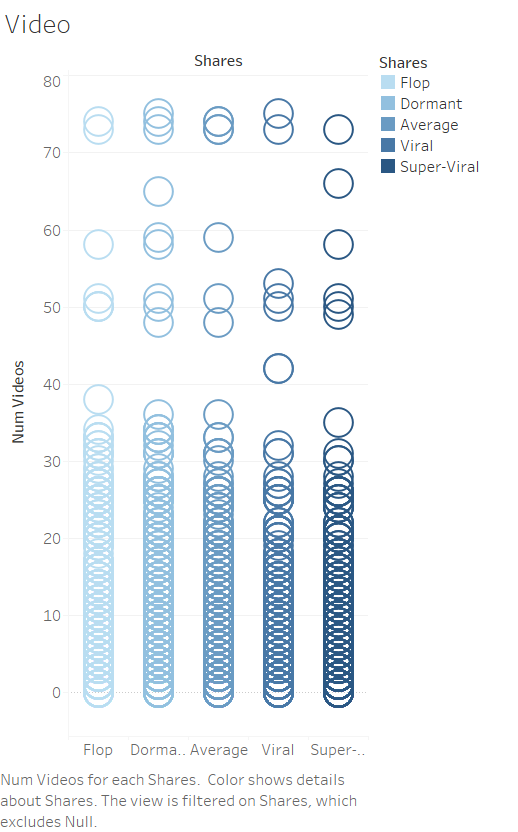 Video
Shares
Shares
Flop
Dormant
Average
Viral
Super-Viral
80
70
60
50
40
30
20
10
0
Num Videos
Flop
Dorma..
Average
Viral
Super-..
Num Videos for each Shares.  Color shows details
about Shares. The view is filtered on Shares, which
excludes Null.